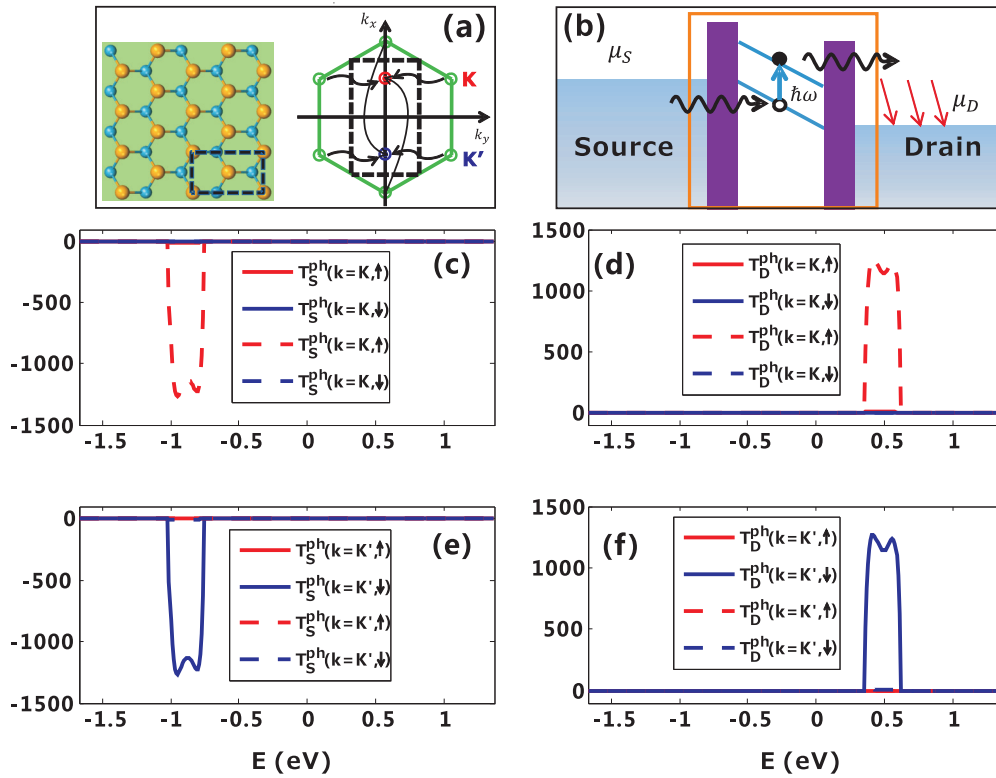 k_x
(a)
K
k_y
K'
(b)
μ_S
ħω
μ_D
Source
Drain
0
-500
-1000
-1500
-1.5 -1 -0.5 0 0.5 1
(c)
T_S^ph(k=K,↑)
T_S^ph(k=K,↓)
T_S^ph(k=K,↑)
T_S^ph(k=K,↓)
1500
1000
500
0
-1.5 -1 -0.5 0 0.5 1
(d)
T_D^ph(k=K,↑)
T_D^ph(k=K,↓)
T_D^ph(k=K,↑)
T_D^ph(k=K,↓)
0
-500
-1000
-1500
-1.5 -1 -0.5 0 0.5 1
E (eV)
(e)
T_S^ph(k=K',↑)
T_S^ph(k=K',↓)
T_S^ph(k=K',↑)
T_S^ph(k=K',↓)
1500
1000
500
0
-1.5 -1 -0.5 0 0.5 1
E (eV)
(f)
T_D^ph(k=K',↑)
T_D^ph(k=K',↓)
T_D^ph(k=K',↑)
T_D^ph(k=K',↓)